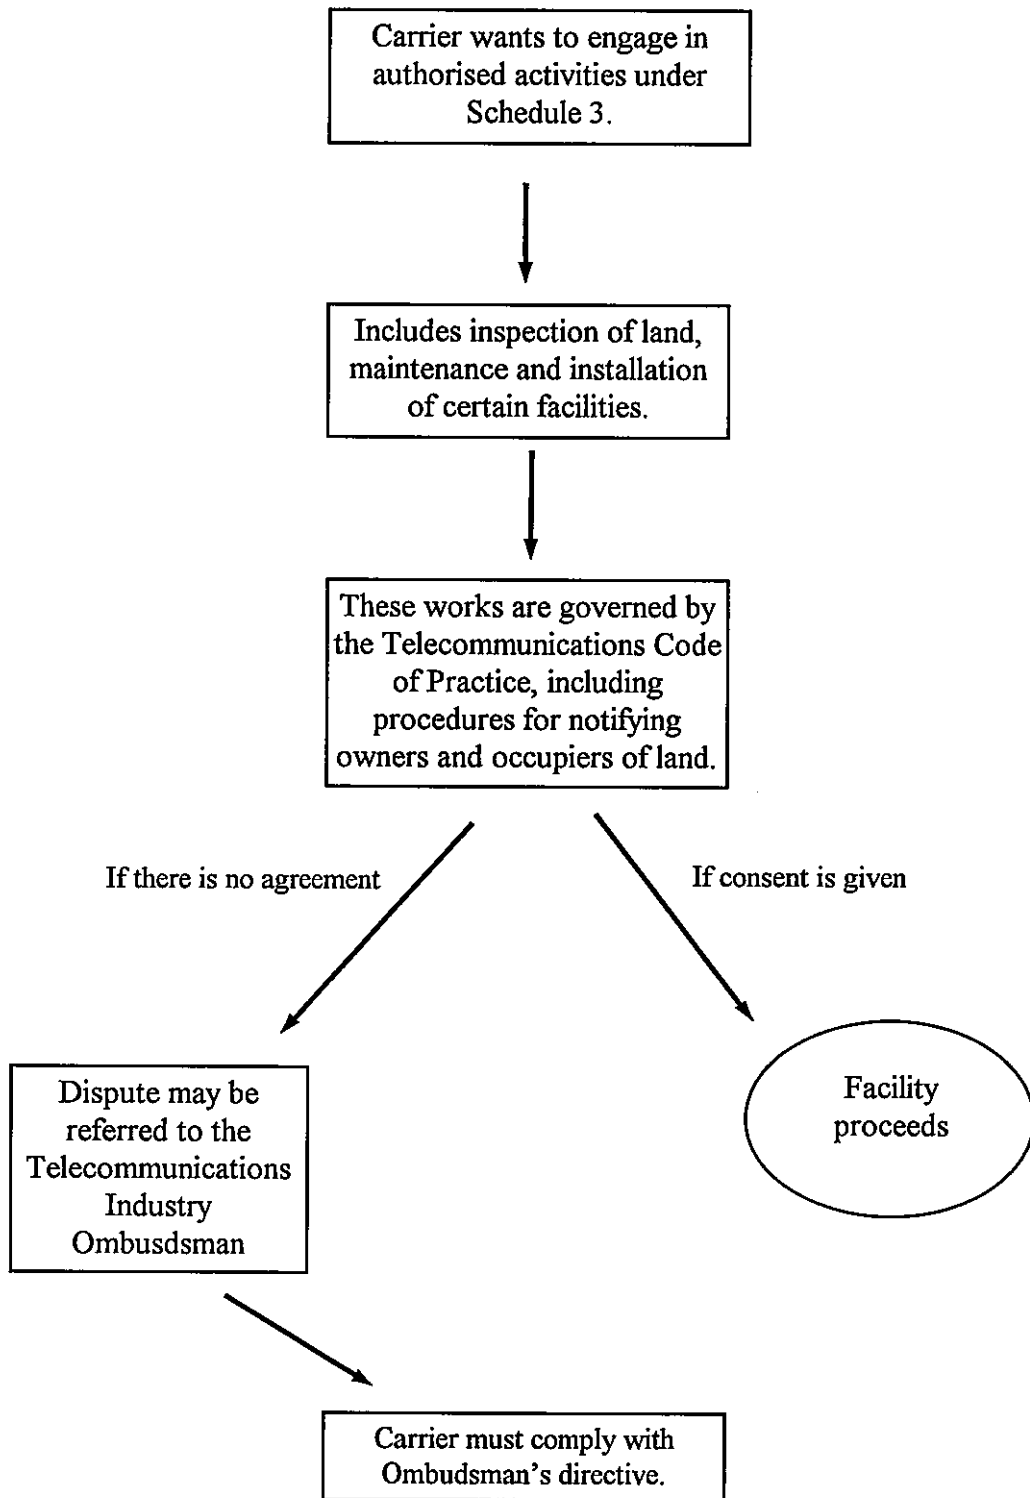 Carrier wants to engage in
authorised activities under
Schedule 3.
Includes inspection of land,
maintenance and installation
of certain facilities.
These works are governed by
the Telecommunications Code
of Practice, including
procedures for notifying
owners and occupiers of land.
If there is no agreement
If consent is given
Dispute may be
referred to the
Telecommunications
Industry
Ombusdsman
Facility
proceeds
Carrier must comply with
Ombudsman's directive.